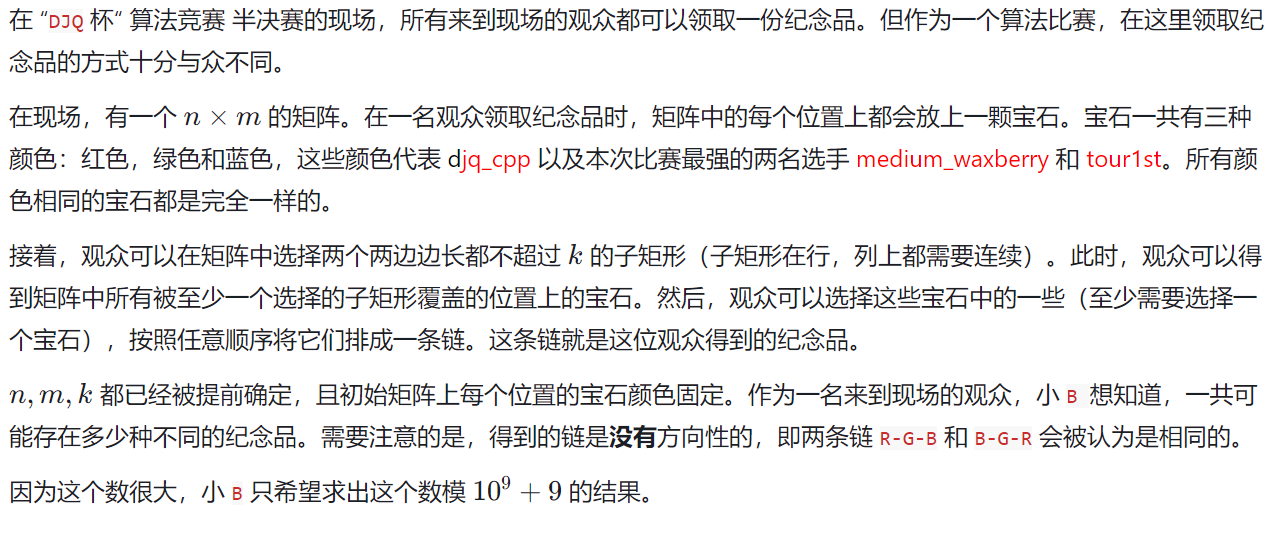 在 “DJQ 杯“ 算法竞赛 半决赛的现场，所有来到现场的观众都可以领取一份纪念品。但作为一个算法比赛，在这里领取纪
念品的方式十分与众不同。
在现场，有一个 n × m 的矩阵。在一名观众领取纪念品时，矩阵中的每个位置上都会放上一颗宝石。宝石一共有三种
颜色：红色，绿色和蓝色，这些颜色代表 djq_cpp 以及本次比赛最强的两名选手 medium_waxberry 和 tour1st。所有颜
色相同的宝石都是完全一样的。
接着，观众可以在矩阵中选择两个两边边长都不超过 k 的子矩形（子矩形在行，列上都需要连续）。此时，观众可以得
到矩阵中所有被至少一个选择的子矩形覆盖的位置上的宝石。然后，观众可以选择这些宝石中的一些（至少需要选择一
个宝石），按照任意顺序将它们排成一条链。这条链就是这位观众得到的纪念品。
n, m, k 都已经被提前确定，且初始矩阵上每个位置的宝石颜色固定。作为一名来到现场的观众，小 B 想知道，一共可
能存在多少种不同的纪念品。需要注意的是，得到的链是没有方向性的，即两条链 R-G-B 和 B-G-R 会被认为是相同的。
因为这个数很大，小 B 只希望求出这个数模 10⁹ + 9 的结果。